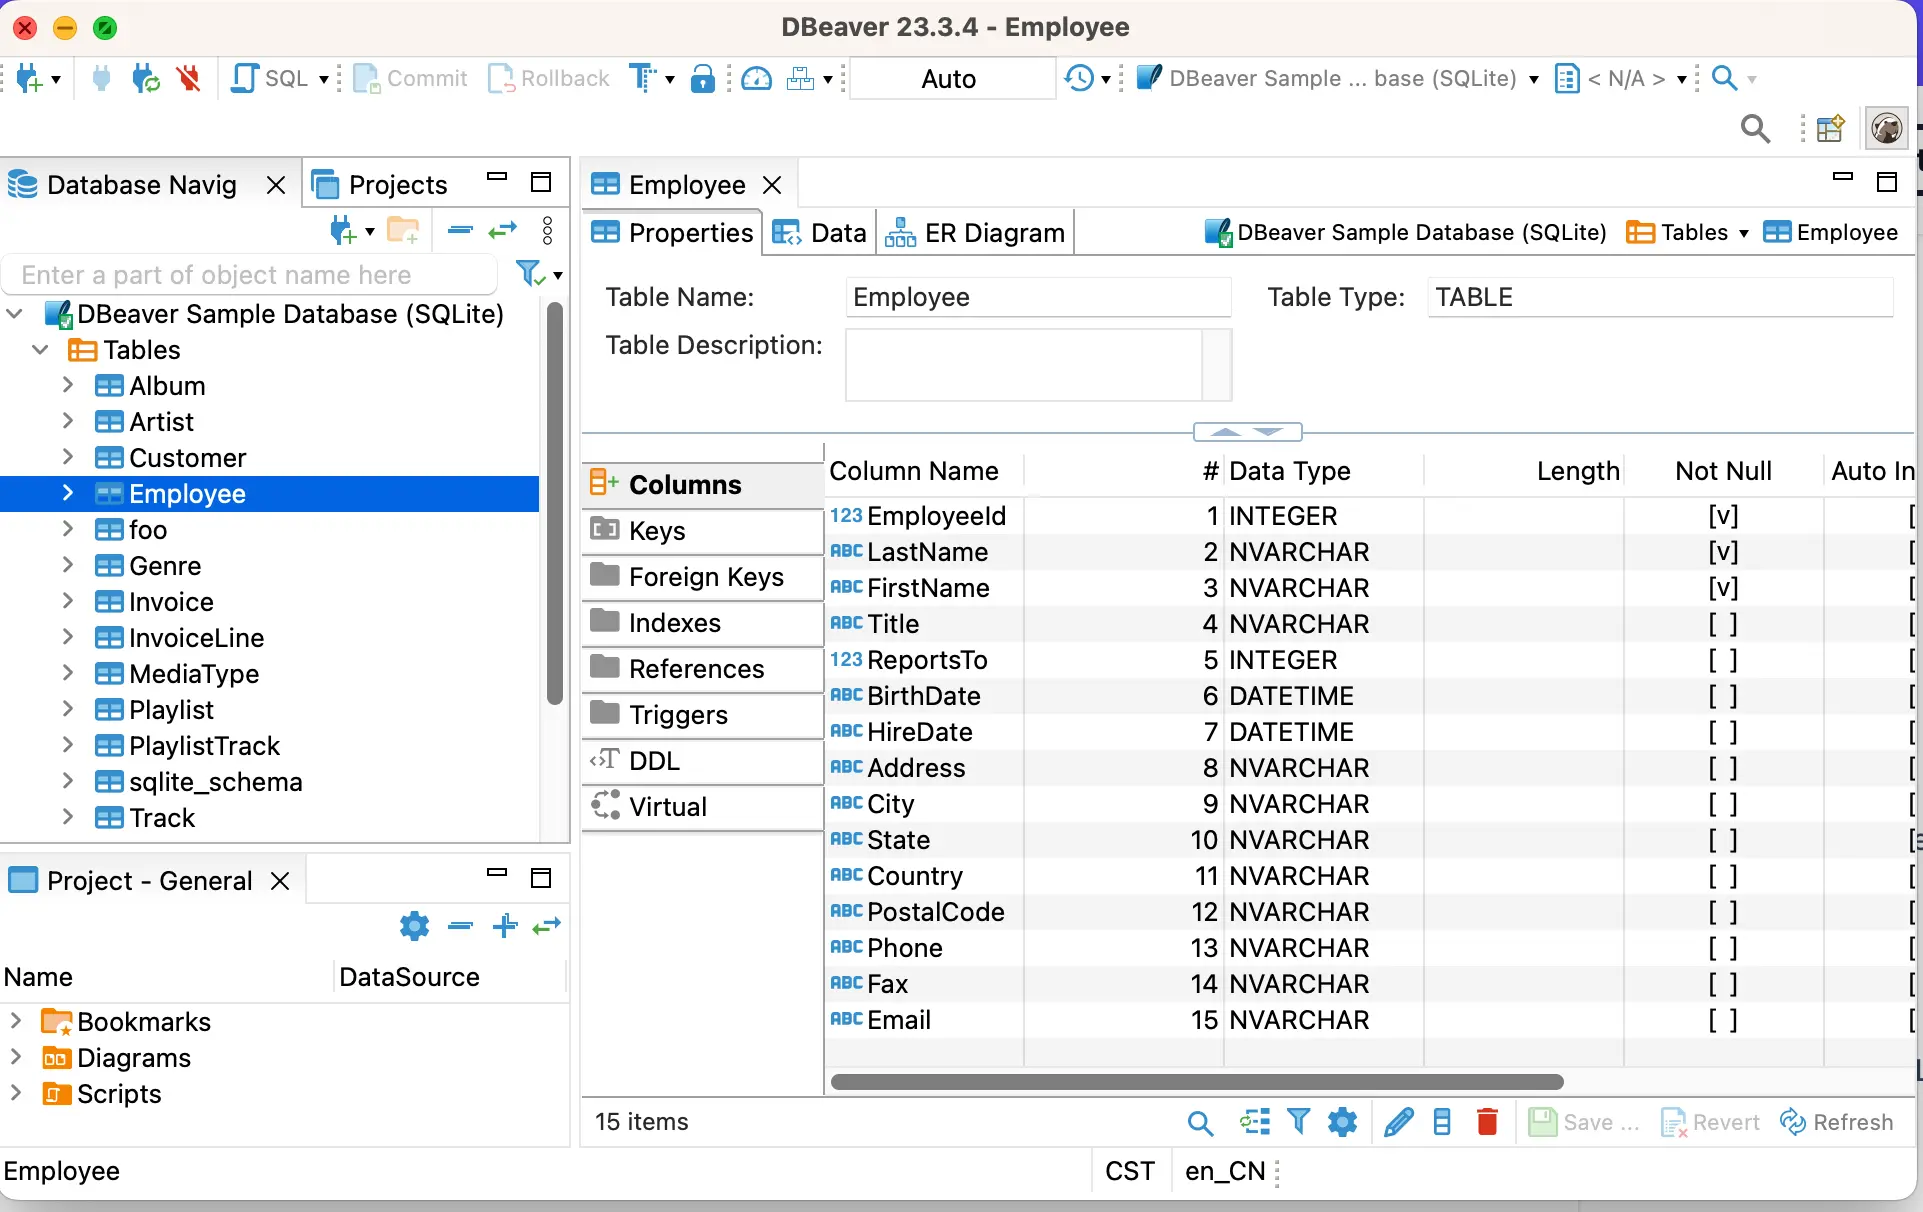 DBeaver 23.3.4 - Employee
SQL Commit Rollback Auto DBeaver Sample ... base (SQLite) < N/A >
Database Navig Projects
Enter a part of object name here
DBeaver Sample Database (SQLite)
Tables
Album
Artist
Customer
Employee
foo
Genre
Invoice
InvoiceLine
MediaType
Playlist
PlaylistTrack
sqlite_schema
Track
Project - General
Name DataSource
Bookmarks
Diagrams
Scripts
Employee
Properties Data ER Diagram DBeaver Sample Database (SQLite) Tables Employee
Table Name: Employee Table Type: TABLE
Table Description:
Columns
Keys
Foreign Keys
Indexes
References
Triggers
DDL
Virtual
Column Name # Data Type Length Not Null Auto In
123 EmployeeId 1 INTEGER [v] [
ABC LastName 2 NVARCHAR [v] [
ABC FirstName 3 NVARCHAR [v] [
ABC Title 4 NVARCHAR [ ] [
123 ReportsTo 5 INTEGER [ ] [
ABC BirthDate 6 DATETIME [ ] [
ABC HireDate 7 DATETIME [ ] [
ABC Address 8 NVARCHAR [ ] [
ABC City 9 NVARCHAR [ ] [
ABC State 10 NVARCHAR [ ] [
ABC Country 11 NVARCHAR [ ] [
ABC PostalCode 12 NVARCHAR [ ] [
ABC Phone 13 NVARCHAR [ ] [
ABC Fax 14 NVARCHAR [ ] [
ABC Email 15 NVARCHAR [ ] [
15 items Save ... Revert Refresh
Employee CST en_CN